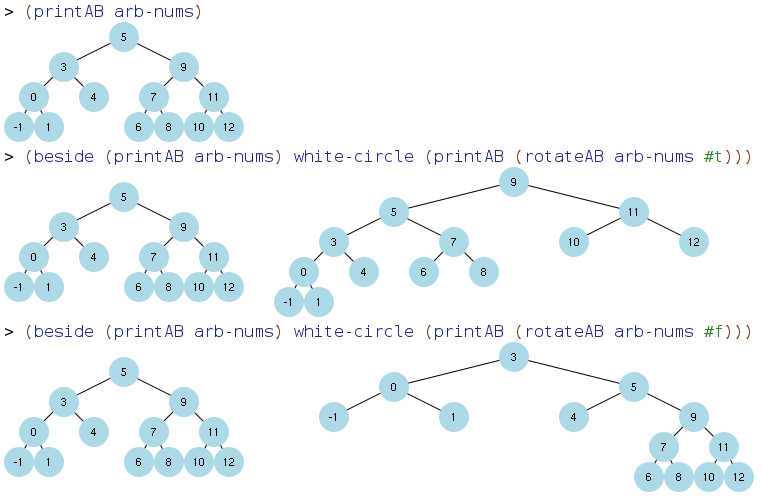 > (printAB arb-nums)
5
3 9
0 4 7 11
-1 1 6 8 10 12
> (beside (printAB arb-nums) white-circle (printAB (rotateAB arb-nums #t)))
9
5 5 11
3 9 3 7 10 12
0 4 7 11 0 4 6 8
-1 1 6 8 10 12 -1 1
> (beside (printAB arb-nums) white-circle (printAB (rotateAB arb-nums #f)))
3
5 0 5
3 9 -1 1 4 9
0 4 7 11 7 11
-1 1 6 8 10 12 6 8 10 12